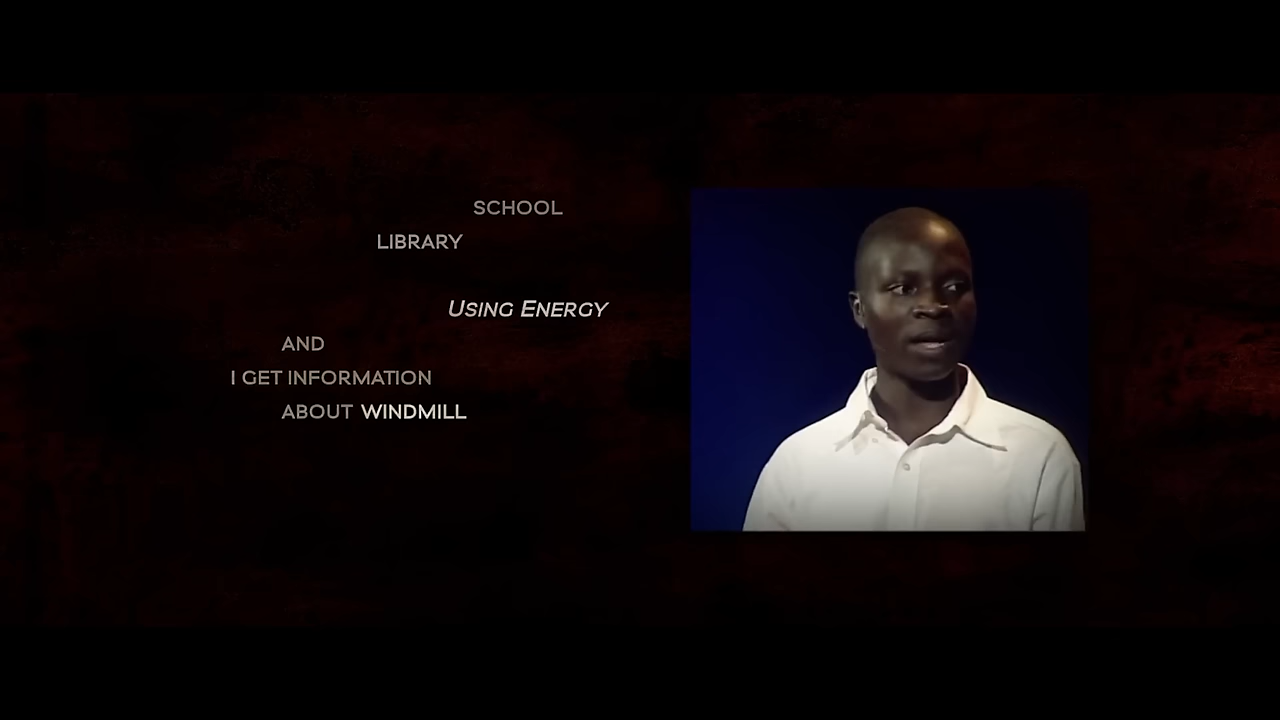 SCHOOL
LIBRARY
USING ENERGY
AND
I GET INFORMATION
ABOUT WINDMILL